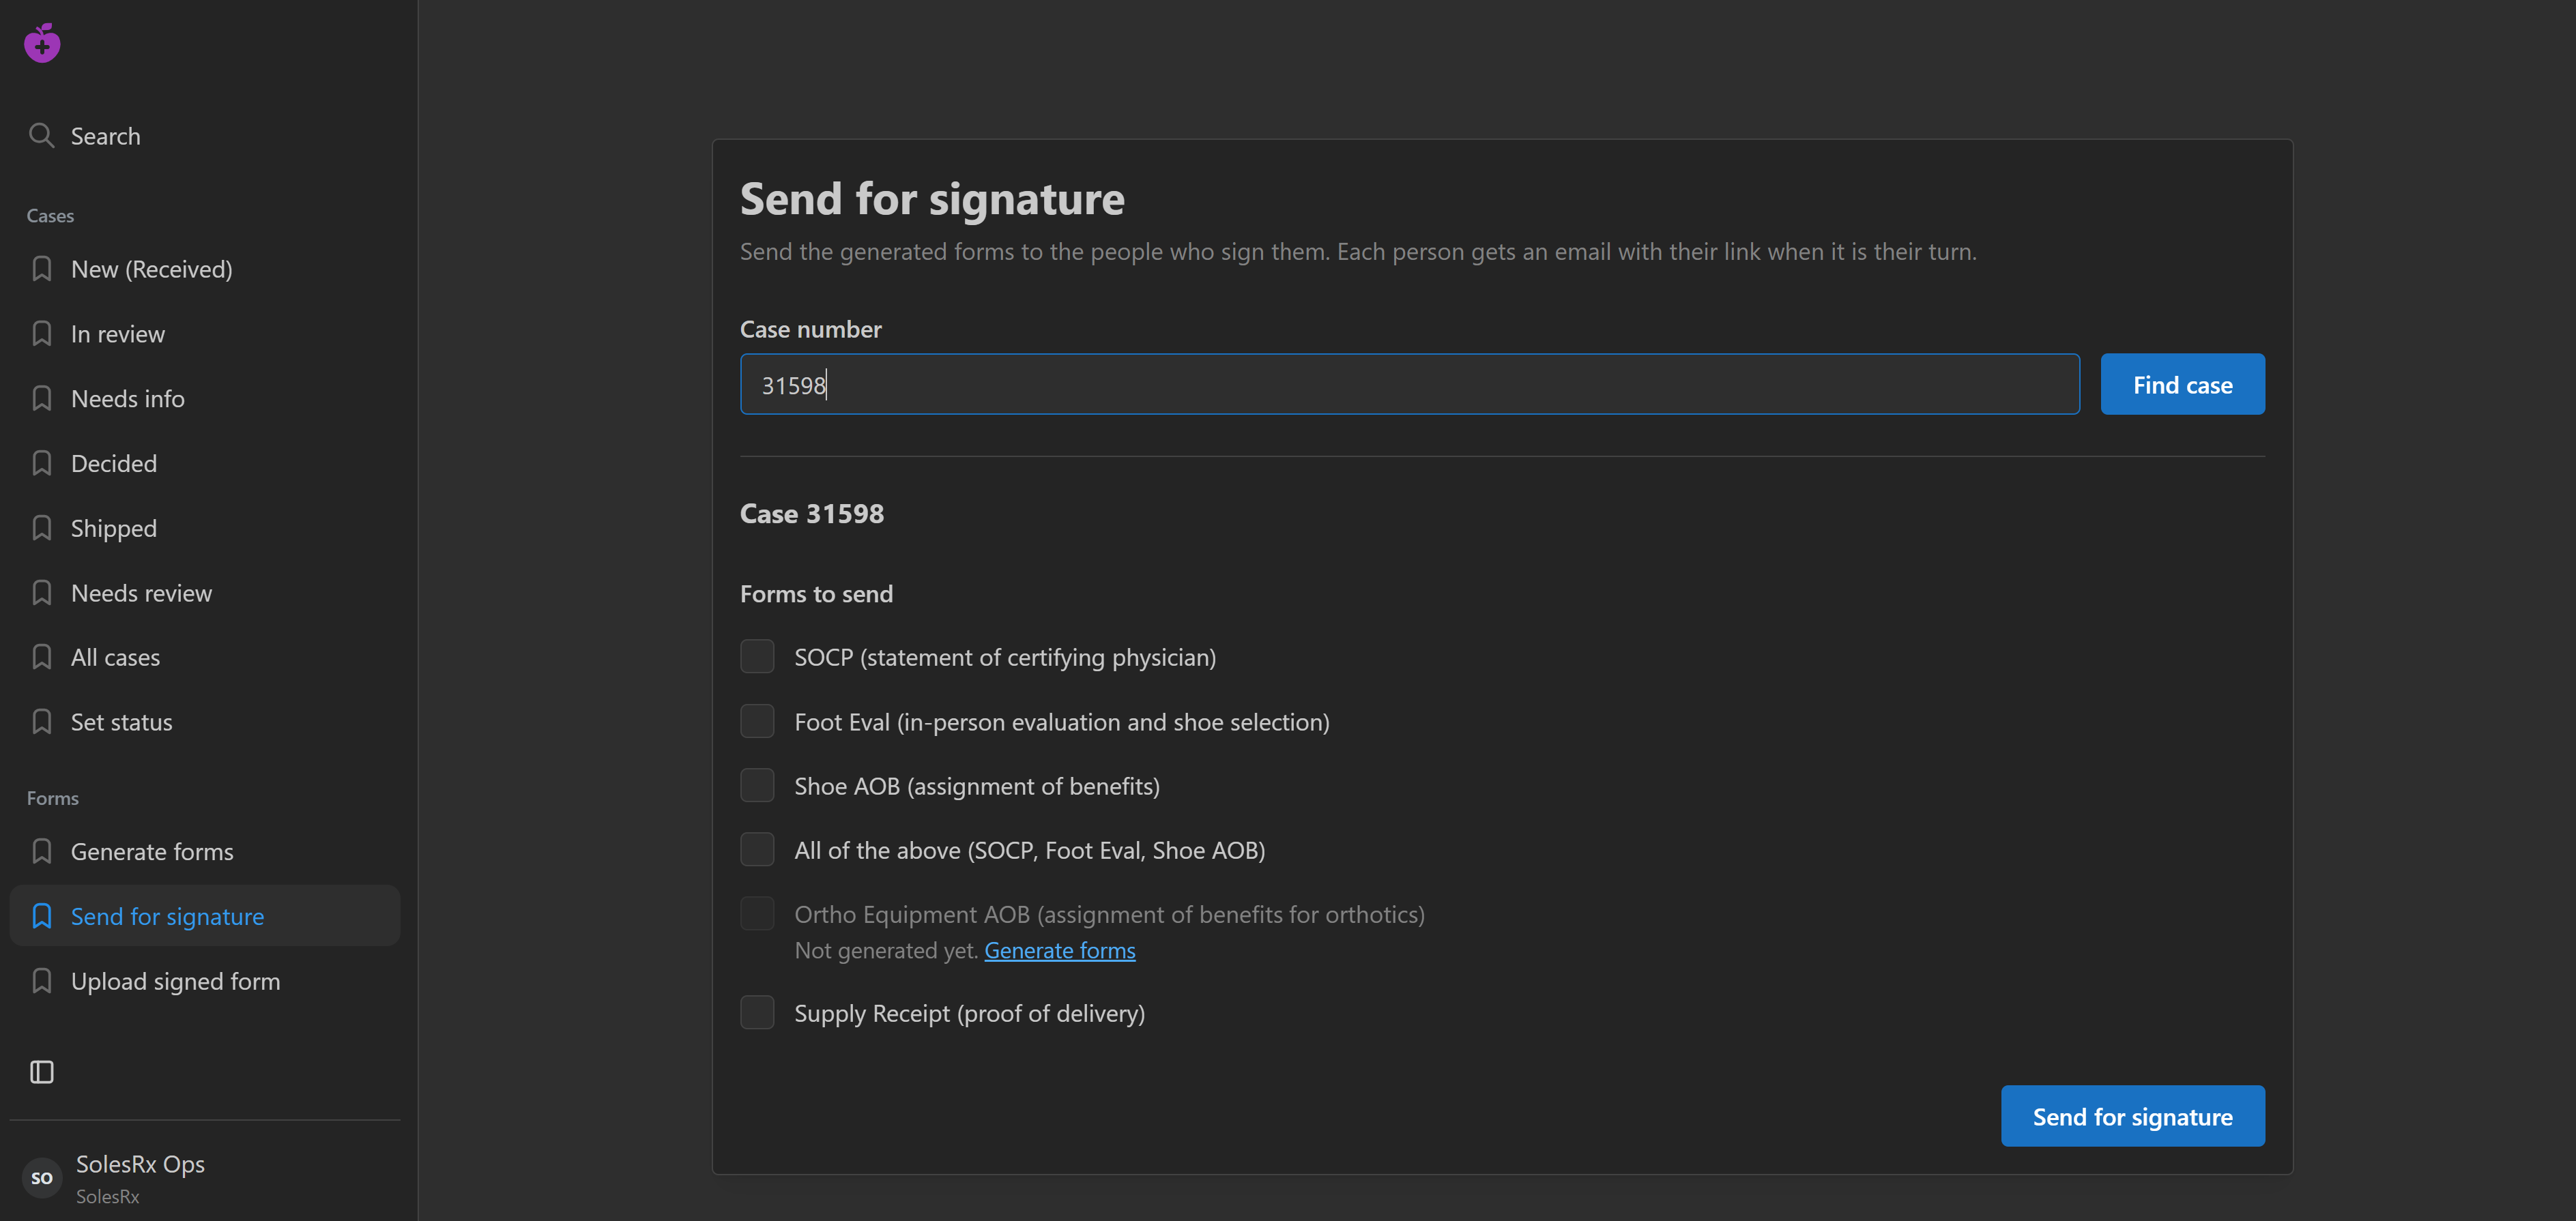 Search
Cases
New (Received)
In review
Needs info
Decided
Shipped
Needs review
All cases
Set status
Forms
Generate forms
Send for signature
Upload signed form
SO
SolesRx Ops
SolesRx
Send for signature
Send the generated forms to the people who sign them. Each person gets an email with their link when it is their turn.
Case number
31598
Find case
Case 31598
Forms to send
SOCP (statement of certifying physician)
Foot Eval (in-person evaluation and shoe selection)
Shoe AOB (assignment of benefits)
All of the above (SOCP, Foot Eval, Shoe AOB)
Ortho Equipment AOB (assignment of benefits for orthotics)
Not generated yet. Generate forms
Supply Receipt (proof of delivery)
Send for signature